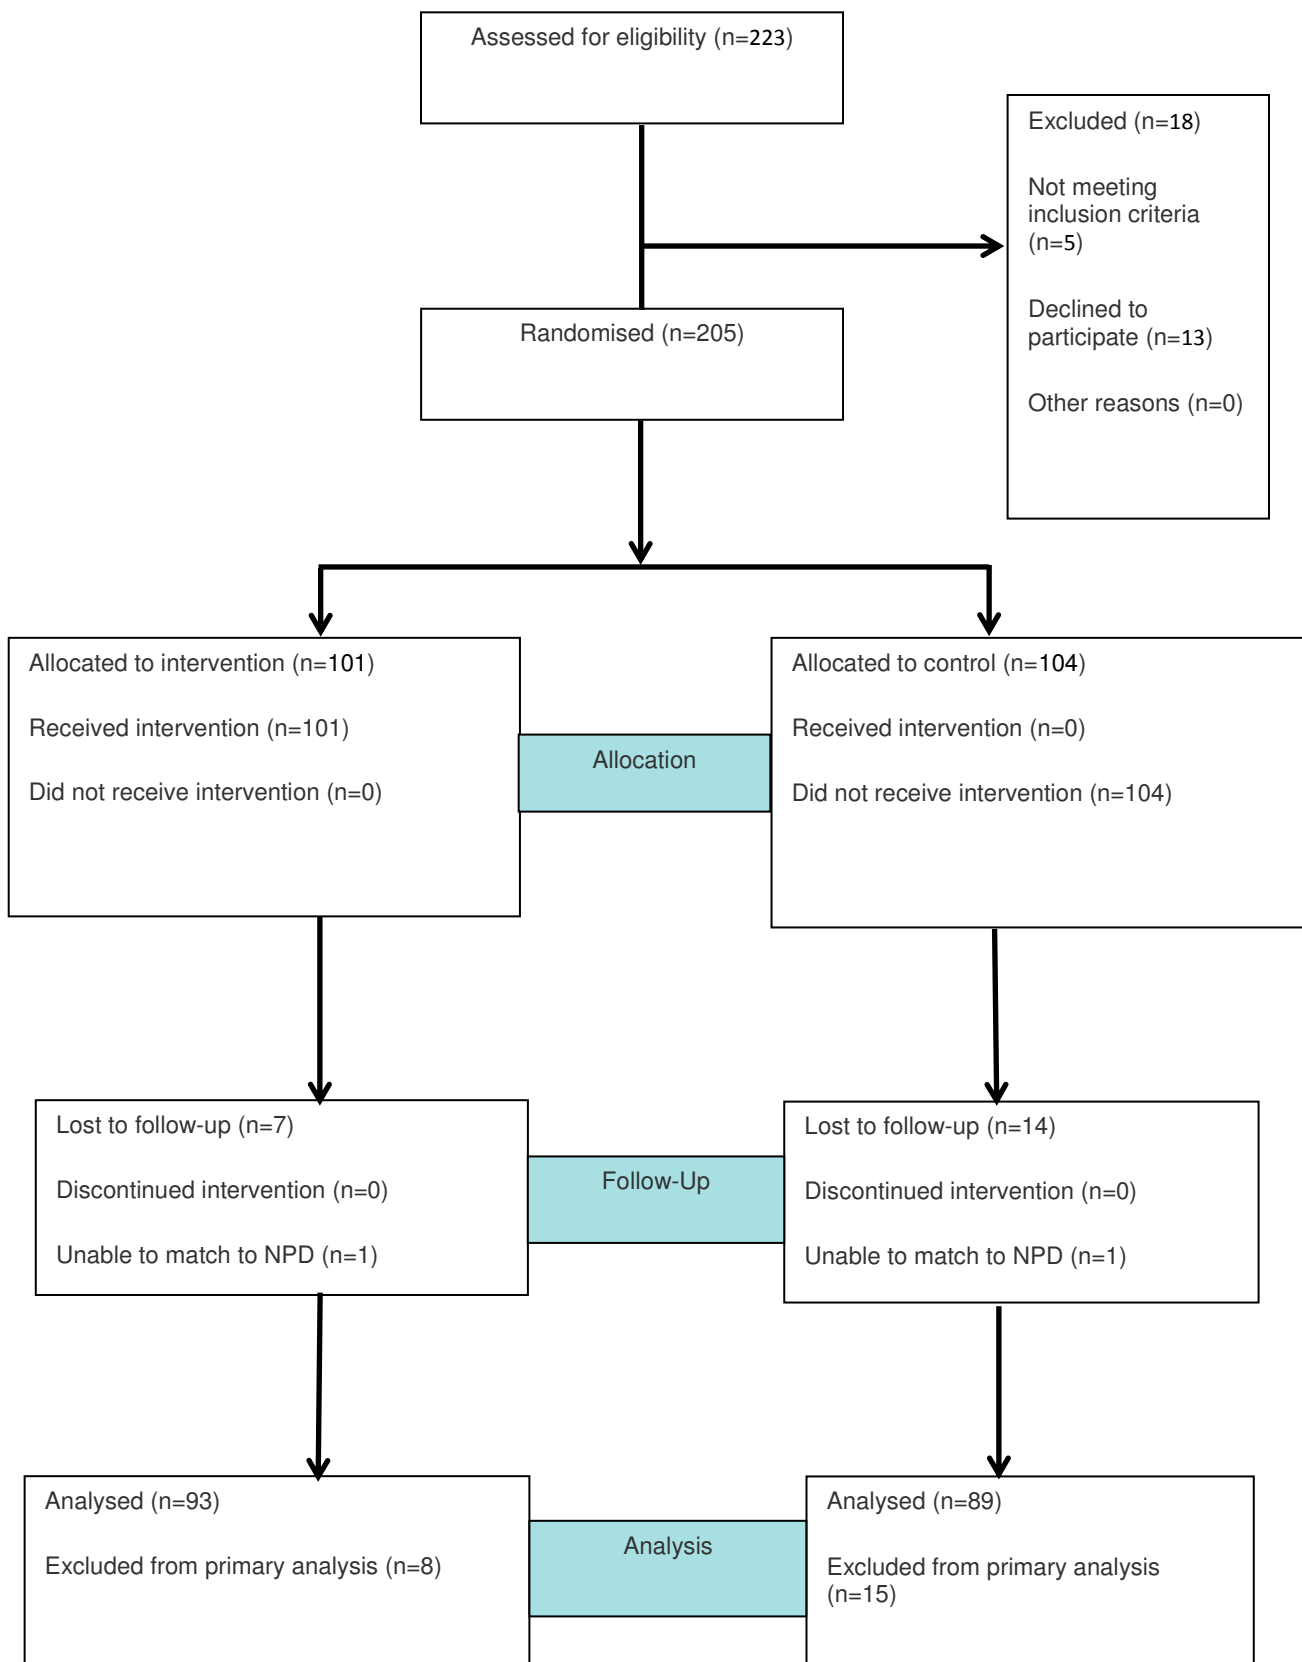 Assessed for eligibility (n=223)
Excluded (n=18)
Not meeting
inclusion criteria
(n=5)
Declined to
participate (n=13)
Other reasons (n=0)
Randomised (n=205)
Allocated to intervention (n=101)
Received intervention (n=101)
Did not receive intervention (n=0)
Allocation
Allocated to control (n=104)
Received intervention (n=0)
Did not receive intervention (n=104)
Lost to follow-up (n=7)
Discontinued intervention (n=0)
Unable to match to NPD (n=1)
Follow-Up
Lost to follow-up (n=14)
Discontinued intervention (n=0)
Unable to match to NPD (n=1)
Analysed (n=93)
Excluded from primary analysis (n=8)
Analysis
Analysed (n=89)
Excluded from primary analysis
(n=15)